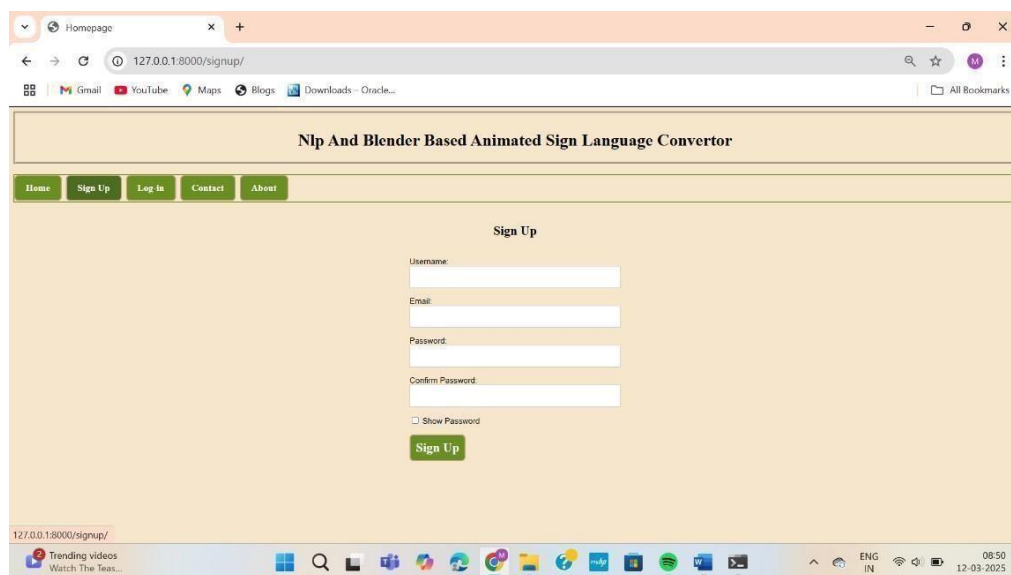 Homepage
127.0.0.1:8000/signup/
M
Gmail YouTube Maps Blogs Downloads - Oracle... All Bookmarks
Nlp And Blender Based Animated Sign Language Convertor
Home Sign Up Log-in Contact About
Sign Up
Username:
Email:
Password:
Confirm Password:
Show Password
Sign Up
127.0.0.1:8000/signup/
2 Trending videos
Watch The Teas...
ENG
IN
08:50
12-03-2025